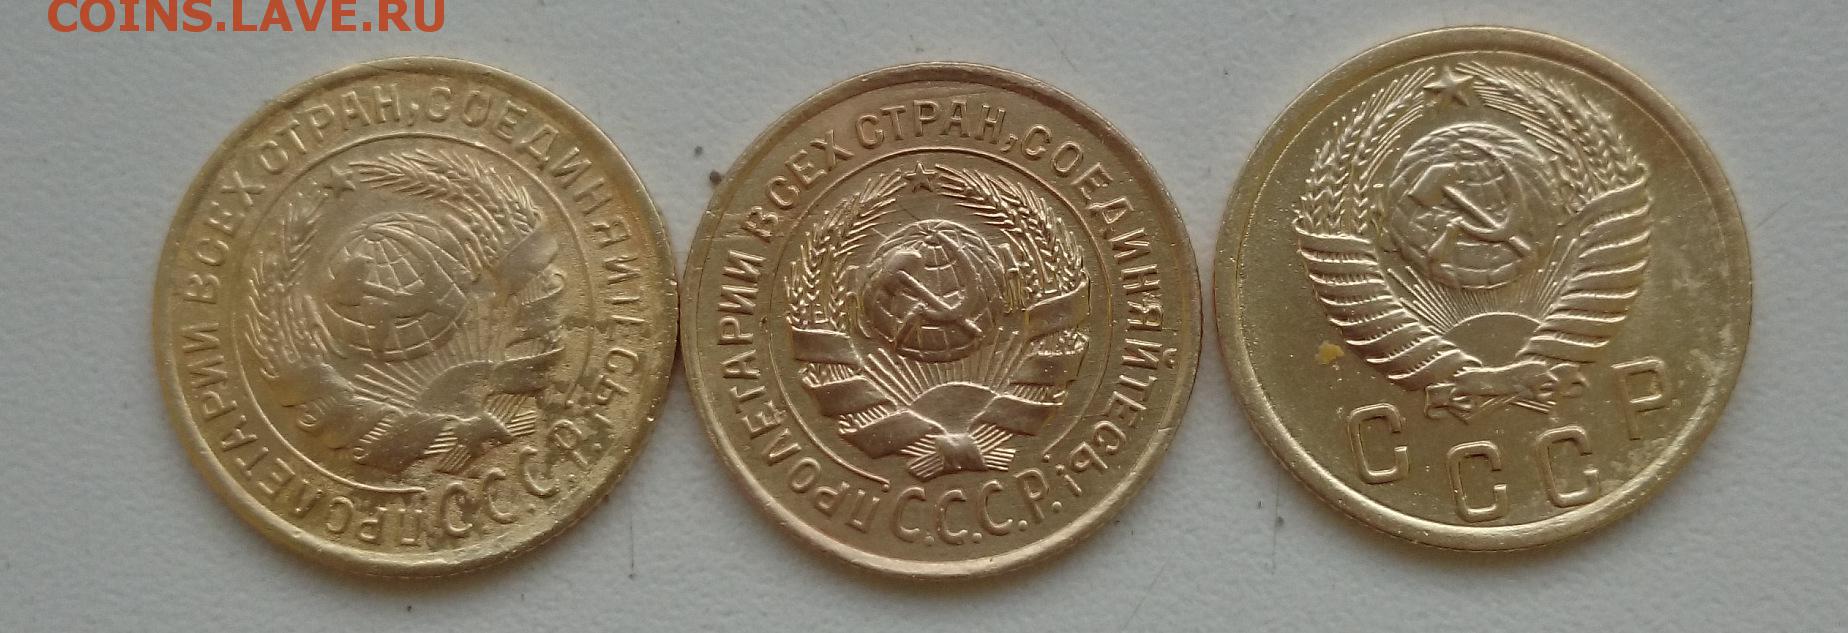 COINS.LAVE.RU
ПРОЛЕТАРИИ ВСЕХ СТРАН, СОЕДИНЯЙТЕСЬ!
С.С.С.Р.
ПРОЛЕТАРИИ ВСЕХ СТРАН, СОЕДИНЯЙТЕСЬ!
С.С.С.Р.
СССР